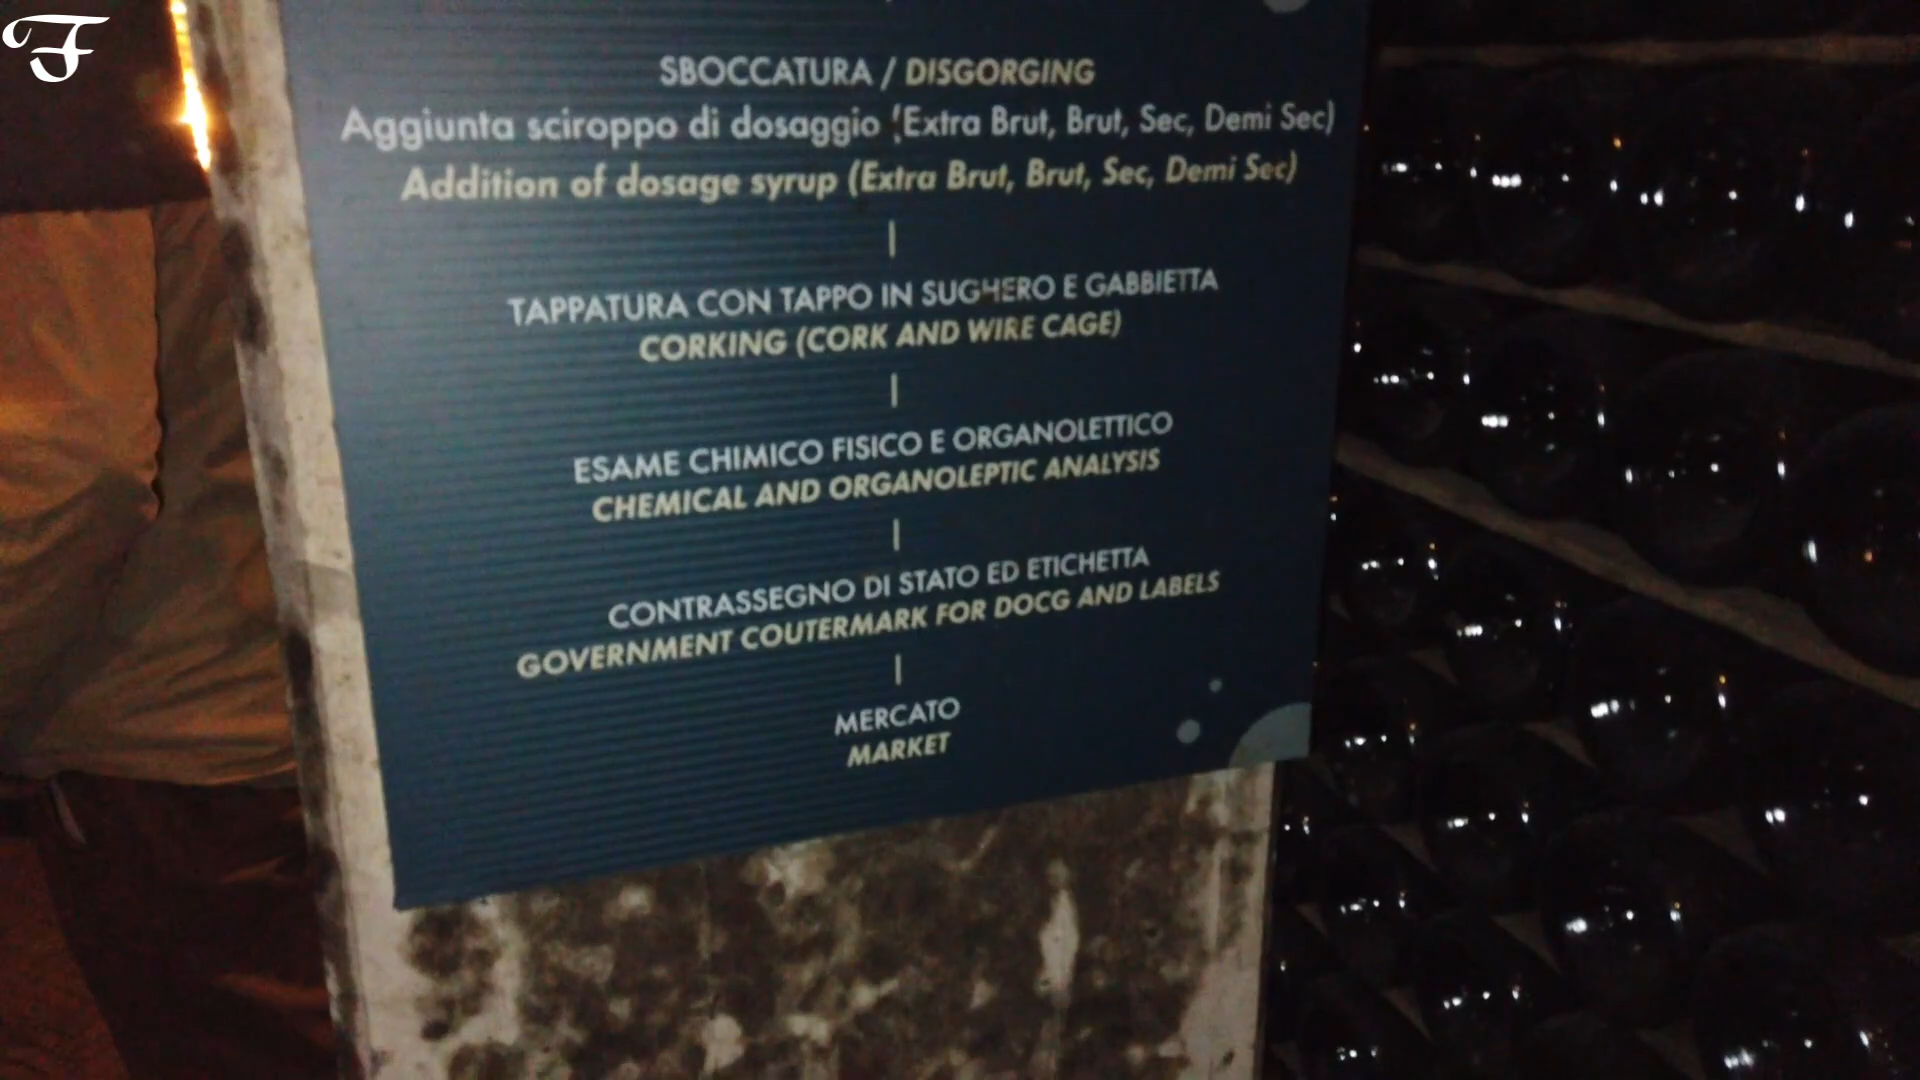 F
SBOCCATURA / DISGORGING
Aggiunta sciroppo di dosaggio (Extra Brut, Brut, Sec, Demi Sec)
Addition of dosage syrup (Extra Brut, Brut, Sec, Demi Sec)
TAPPATURA CON TAPPO IN SUGHERO E GABBIETTA
CORKING (CORK AND WIRE CAGE)
ESAME CHIMICO FISICO E ORGANOLETTICO
CHEMICAL AND ORGANOLEPTIC ANALYSIS
CONTRASSEGNO DI STATO ED ETICHETTA
GOVERNMENT COUTERMARK FOR DOCG AND LABELS
MERCATO
MARKET